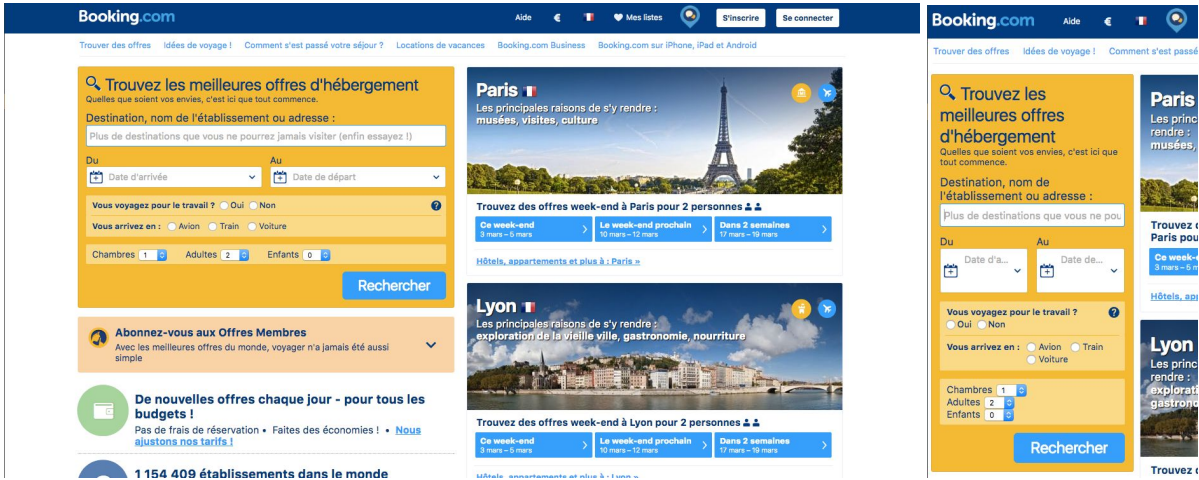 Booking.com
Aide € Mes listes S'inscrire Se connecter
Trouver des offres Idées de voyage ! Comment s'est passé votre séjour ? Locations de vacances Booking.com Business Booking.com sur iPhone, iPad et Android
Trouvez les meilleures offres d'hébergement
Quelles que soient vos envies, c'est ici que tout commence.
Destination, nom de l'établissement ou adresse :
Plus de destinations que vous ne pourrez jamais visiter (enfin essayez !)
Du Au
Date d'arrivée Date de départ
Vous voyagez pour le travail ? Oui Non ?
Vous arrivez en : Avion Train Voiture
Chambres 1 Adultes 2 Enfants 0
Rechercher
Abonnez-vous aux Offres Membres
Avec les meilleures offres du monde, voyager n'a jamais été aussi
simple
De nouvelles offres chaque jour - pour tous les
budgets !
Pas de frais de réservation • Faites des économies ! • Nous
ajustons nos tarifs !
1 154 409 établissements dans le monde
Paris
Les principales raisons de s'y rendre :
musées, visites, culture
Trouvez des offres week-end à Paris pour 2 personnes
Ce week-end Le week-end prochain Dans 2 semaines
3 mars – 5 mars 10 mars – 12 mars 17 mars – 19 mars
Hôtels, appartements et plus à : Paris »
Lyon
Les principales raisons de s'y rendre :
exploration de la vieille ville, gastronomie, nourriture
Trouvez des offres week-end à Lyon pour 2 personnes
Ce week-end Le week-end prochain Dans 2 semaines
3 mars – 5 mars 10 mars – 12 mars 17 mars – 19 mars
Hôtels, appartements et plus à : Lyon »
Booking.com Aide €
Trouver des offres Idées de voyage ! Comment s'est passé
Trouvez les
meilleures offres
d'hébergement
Quelles que soient vos envies, c'est ici que
tout commence.
Destination, nom de
l'établissement ou adresse :
Plus de destinations que vous ne pou
Du Au
Date d'a... Date de...
Vous voyagez pour le travail ? ?
Oui Non
Vous arrivez en : Avion Train
Voiture
Chambres 1
Adultes 2
Enfants 0
Rechercher
Paris
Les princ
rendre :
musées,
Trouvez d
Paris pou
Ce week-e
3 mars – 5 m
Hôtels, app
Lyon
Les princ
rendre :
explorati
gastrono
Trouvez d